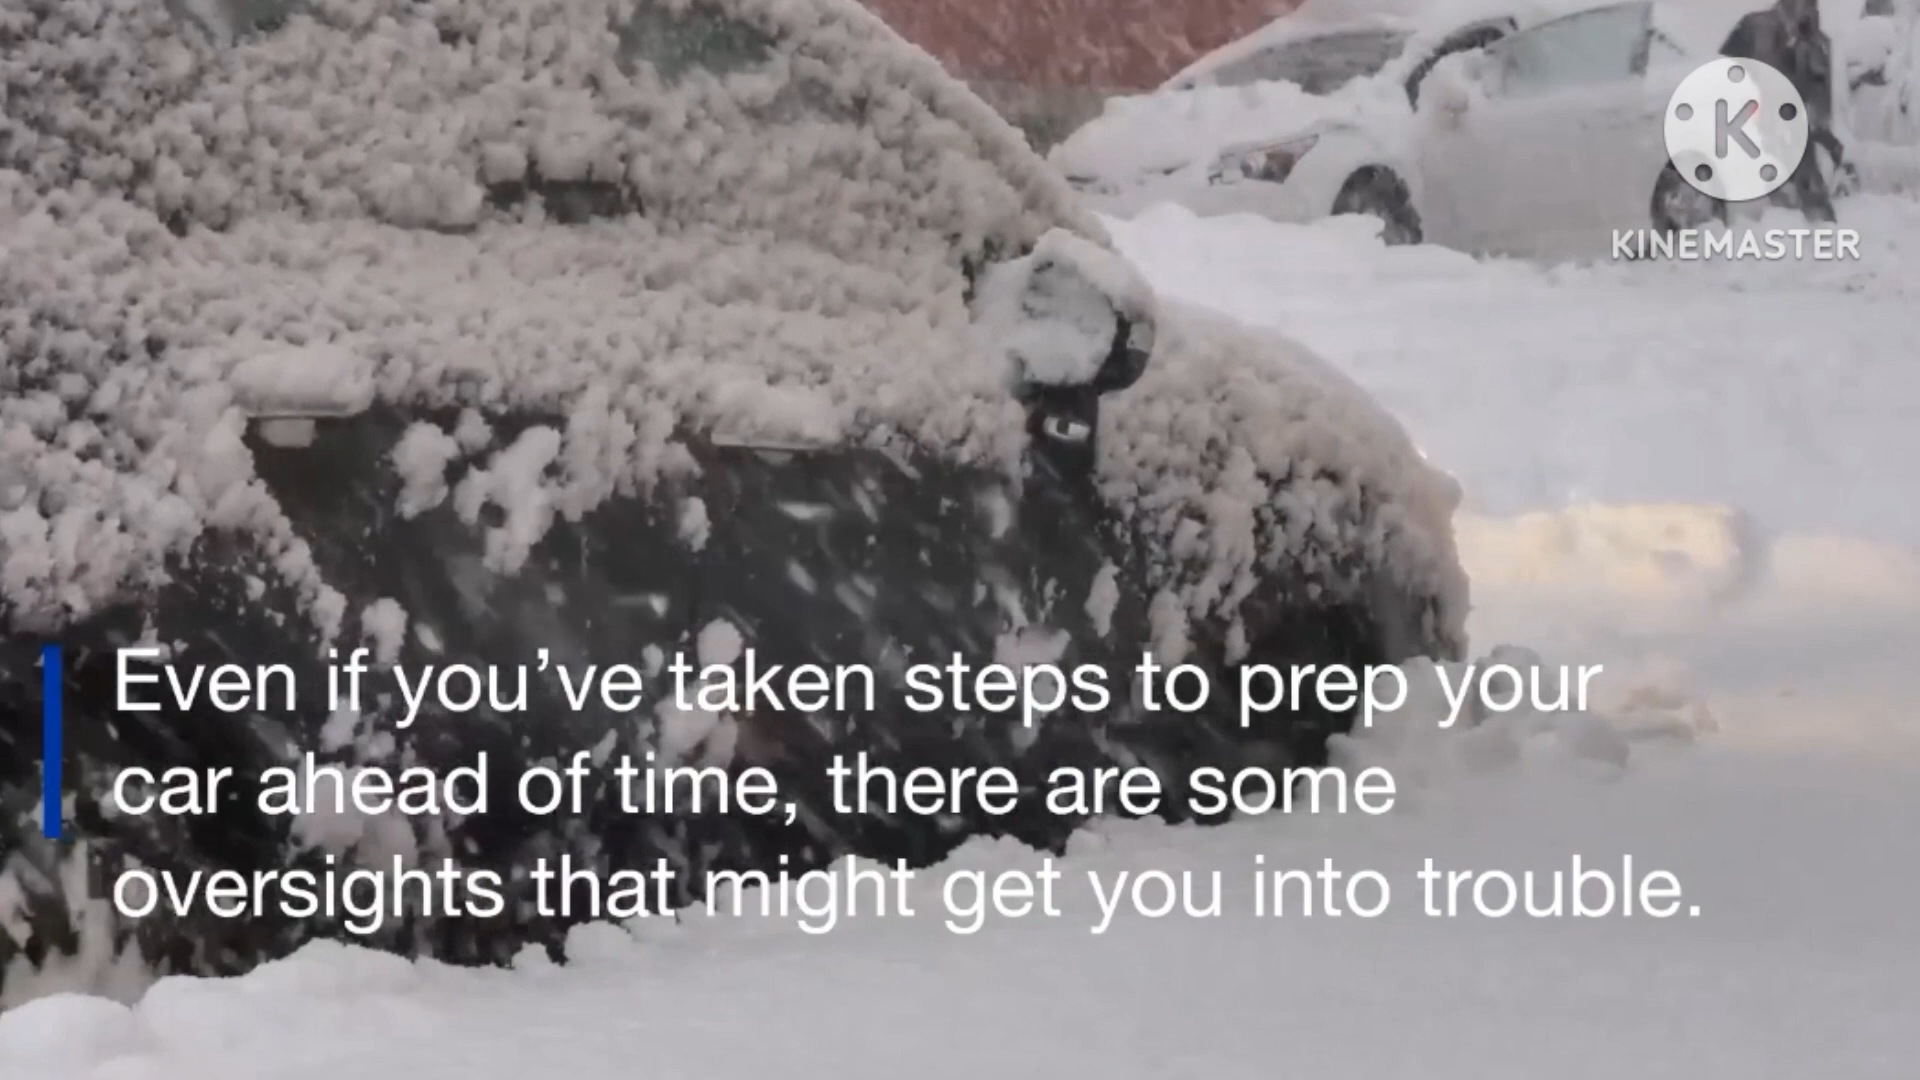 K
KINEMASTER
Even if you’ve taken steps to prep your
car ahead of time, there are some
oversights that might get you into trouble.